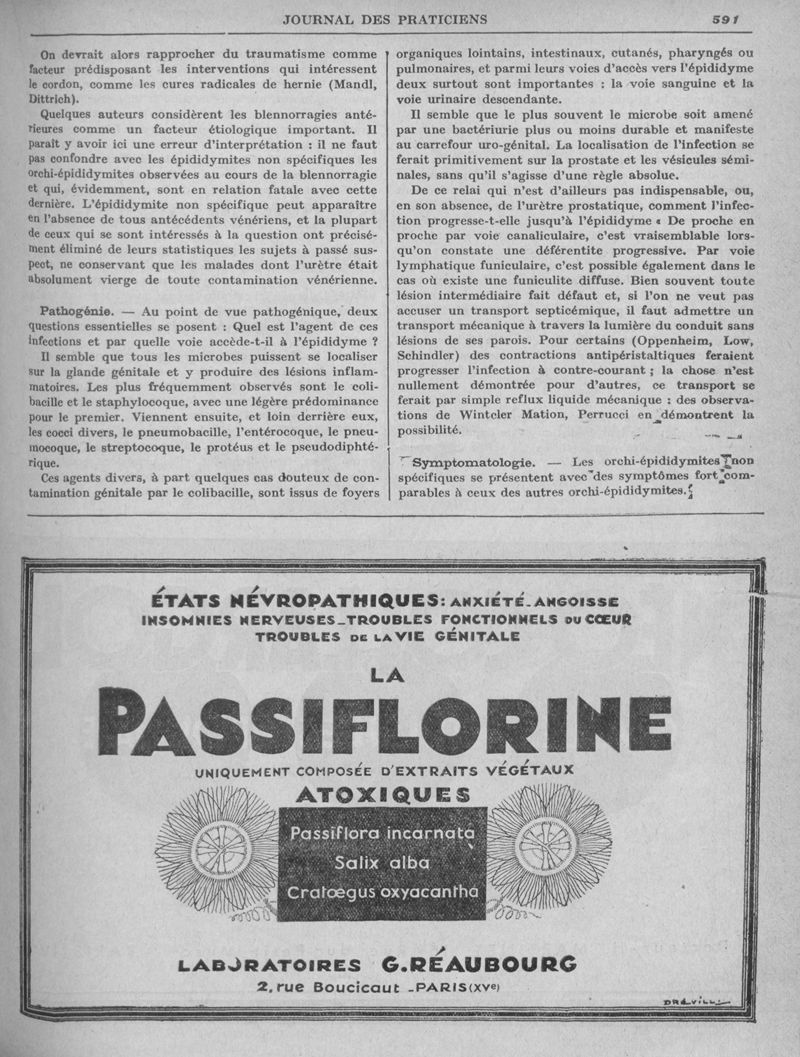 JOURNAL DES PRATICIENS
591
On devrait alors rapprocher du traumatisme comme
facteur prédisposant les interventions qui intéressent
le cordon, comme les cures radicales de hernie (Mandl,
Dittrich).
Quelques auteurs considèrent les blennorragies anté-
rieures comme un facteur étiologique important. Il
paraît y avoir ici une erreur d'interprétation : il ne faut
pas confondre avec les épididymites non spécifiques les
orchi-épididymites observées au cours de la blennorragie
et qui, évidemment, sont en relation fatale avec cette
dernière. L'épididymite non spécifique peut apparaître
en l'absence de tous antécédents vénériens, et la plupart
de ceux qui se sont intéressés à la question ont précisé-
ment éliminé de leurs statistiques les sujets à passé sus-
pect, ne conservant que les malades dont l'urètre était
absolument vierge de toute contamination vénérienne.
Pathogénie. — Au point de vue pathogénique, deux
questions essentielles se posent : Quel est l'agent de ces
infections et par quelle voie accède-t-il à l'épididyme ?
Il semble que tous les microbes puissent se localiser
sur la glande génitale et y produire des lésions inflam-
matoires. Les plus fréquemment observés sont le coli-
bacille et le staphylocoque, avec une légère prédominance
pour le premier. Viennent ensuite, et loin derrière eux,
les cocci divers, le pneumobacille, l'entérocoque, le pneu-
mocoque, le streptocoque, le protéus et le pseudodiphté-
rique.
Ces agents divers, à part quelques cas douteux de con-
tamination génitale par le colibacille, sont issus de foyers
organiques lointains, intestinaux, cutanés, pharyngés ou
pulmonaires, et parmi leurs voies d'accès vers l'épididyme
deux surtout sont importantes : la voie sanguine et la
voie urinaire descendante.
Il semble que le plus souvent le microbe soit amené
par une bactériurie plus ou moins durable et manifeste
au carrefour uro-génital. La localisation de l'infection se
ferait primitivement sur la prostate et les vésicules sémi-
nales, sans qu'il s'agisse d'une règle absolue.
De ce relai qui n'est d'ailleurs pas indispensable, ou,
en son absence, de l'urètre prostatique, comment l'infec-
tion progresse-t-elle jusqu'à l'épididyme « De proche en
proche par voie canaliculaire, c'est vraisemblable lors-
qu'on constate une déférentite progressive. Par voie
lymphatique funiculaire, c'est possible également dans le
cas où existe une funiculite diffuse. Bien souvent toute
lésion intermédiaire fait défaut et, si l'on ne veut pas
accuser un transport septicémique, il faut admettre un
transport mécanique à travers la lumière du conduit sans
lésions de ses parois. Pour certains (Oppenheim, Low,
Schindler) des contractions antipéristaltiques feraient
progresser l'infection à contre-courant ; la chose n'est
nullement démontrée pour d'autres, ce transport se
ferait par simple reflux liquide mécanique : des observa-
tions de Wintcler Mation, Perrucci en démontrent la
possibilité.
Symptomatologie. — Les orchi-épididymites non
spécifiques se présentent avec des symptômes fort com-
parables à ceux des autres orchi-épididymites.
ÉTATS NÉVROPATHIQUES: ANXIÉTÉ_ANGOISSE
INSOMNIES NERVEUSES_TROUBLES FONCTIONNELS DU CŒUR
TROUBLES DE LA VIE GÉNITALE
LA
PASSIFLORINE
UNIQUEMENT COMPOSÉE D'EXTRAITS VÉGÉTAUX
ATOXIQUES
Passiflora incarnata
Salix alba
Cratœgus oxyacantha
LABORATOIRES G.RÉAUBOURG
2, rue Boucicaut _PARIS(XVe)